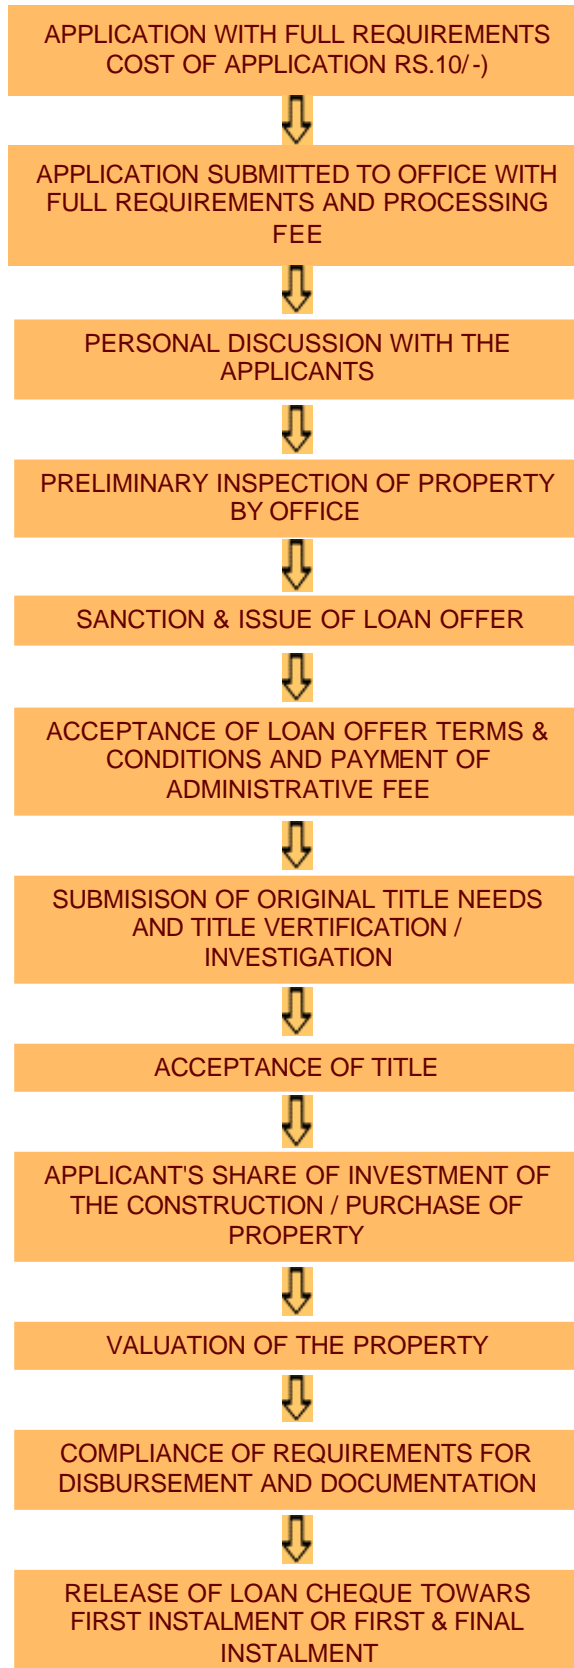 APPLICATION WITH FULL REQUIREMENTS
COST OF APPLICATION RS.10/-)
APPLICATION SUBMITTED TO OFFICE WITH
FULL REQUIREMENTS AND PROCESSING
FEE
PERSONAL DISCUSSION WITH THE
APPLICANTS
PRELIMINARY INSPECTION OF PROPERTY
BY OFFICE
SANCTION & ISSUE OF LOAN OFFER
ACCEPTANCE OF LOAN OFFER TERMS &
CONDITIONS AND PAYMENT OF
ADMINISTRATIVE FEE
SUBMISISON OF ORIGINAL TITLE NEEDS
AND TITLE VERTIFICATION /
INVESTIGATION
ACCEPTANCE OF TITLE
APPLICANT'S SHARE OF INVESTMENT OF
THE CONSTRUCTION / PURCHASE OF
PROPERTY
VALUATION OF THE PROPERTY
COMPLIANCE OF REQUIREMENTS FOR
DISBURSEMENT AND DOCUMENTATION
RELEASE OF LOAN CHEQUE TOWARS
FIRST INSTALMENT OR FIRST & FINAL
INSTALMENT